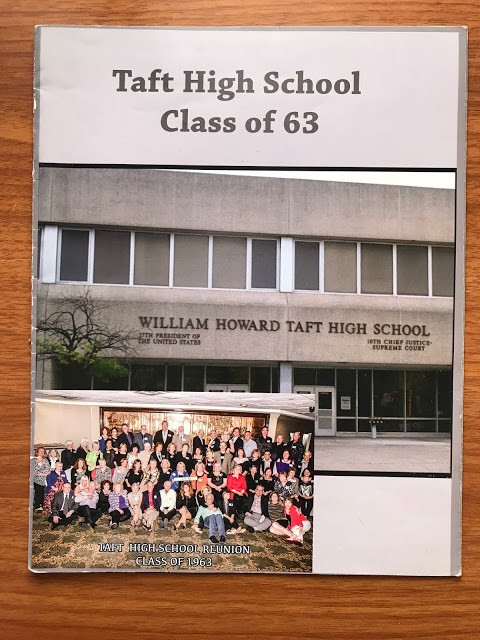 Taft High School
Class of 63
WILLIAM HOWARD TAFT HIGH SCHOOL
27TH PRESIDENT
OF THE
UNITED STATES
10TH CHIEF JUSTICE-
SUPREME COURT
TAFT HIGH SCHOOL REUNION
CLASS OF 1963